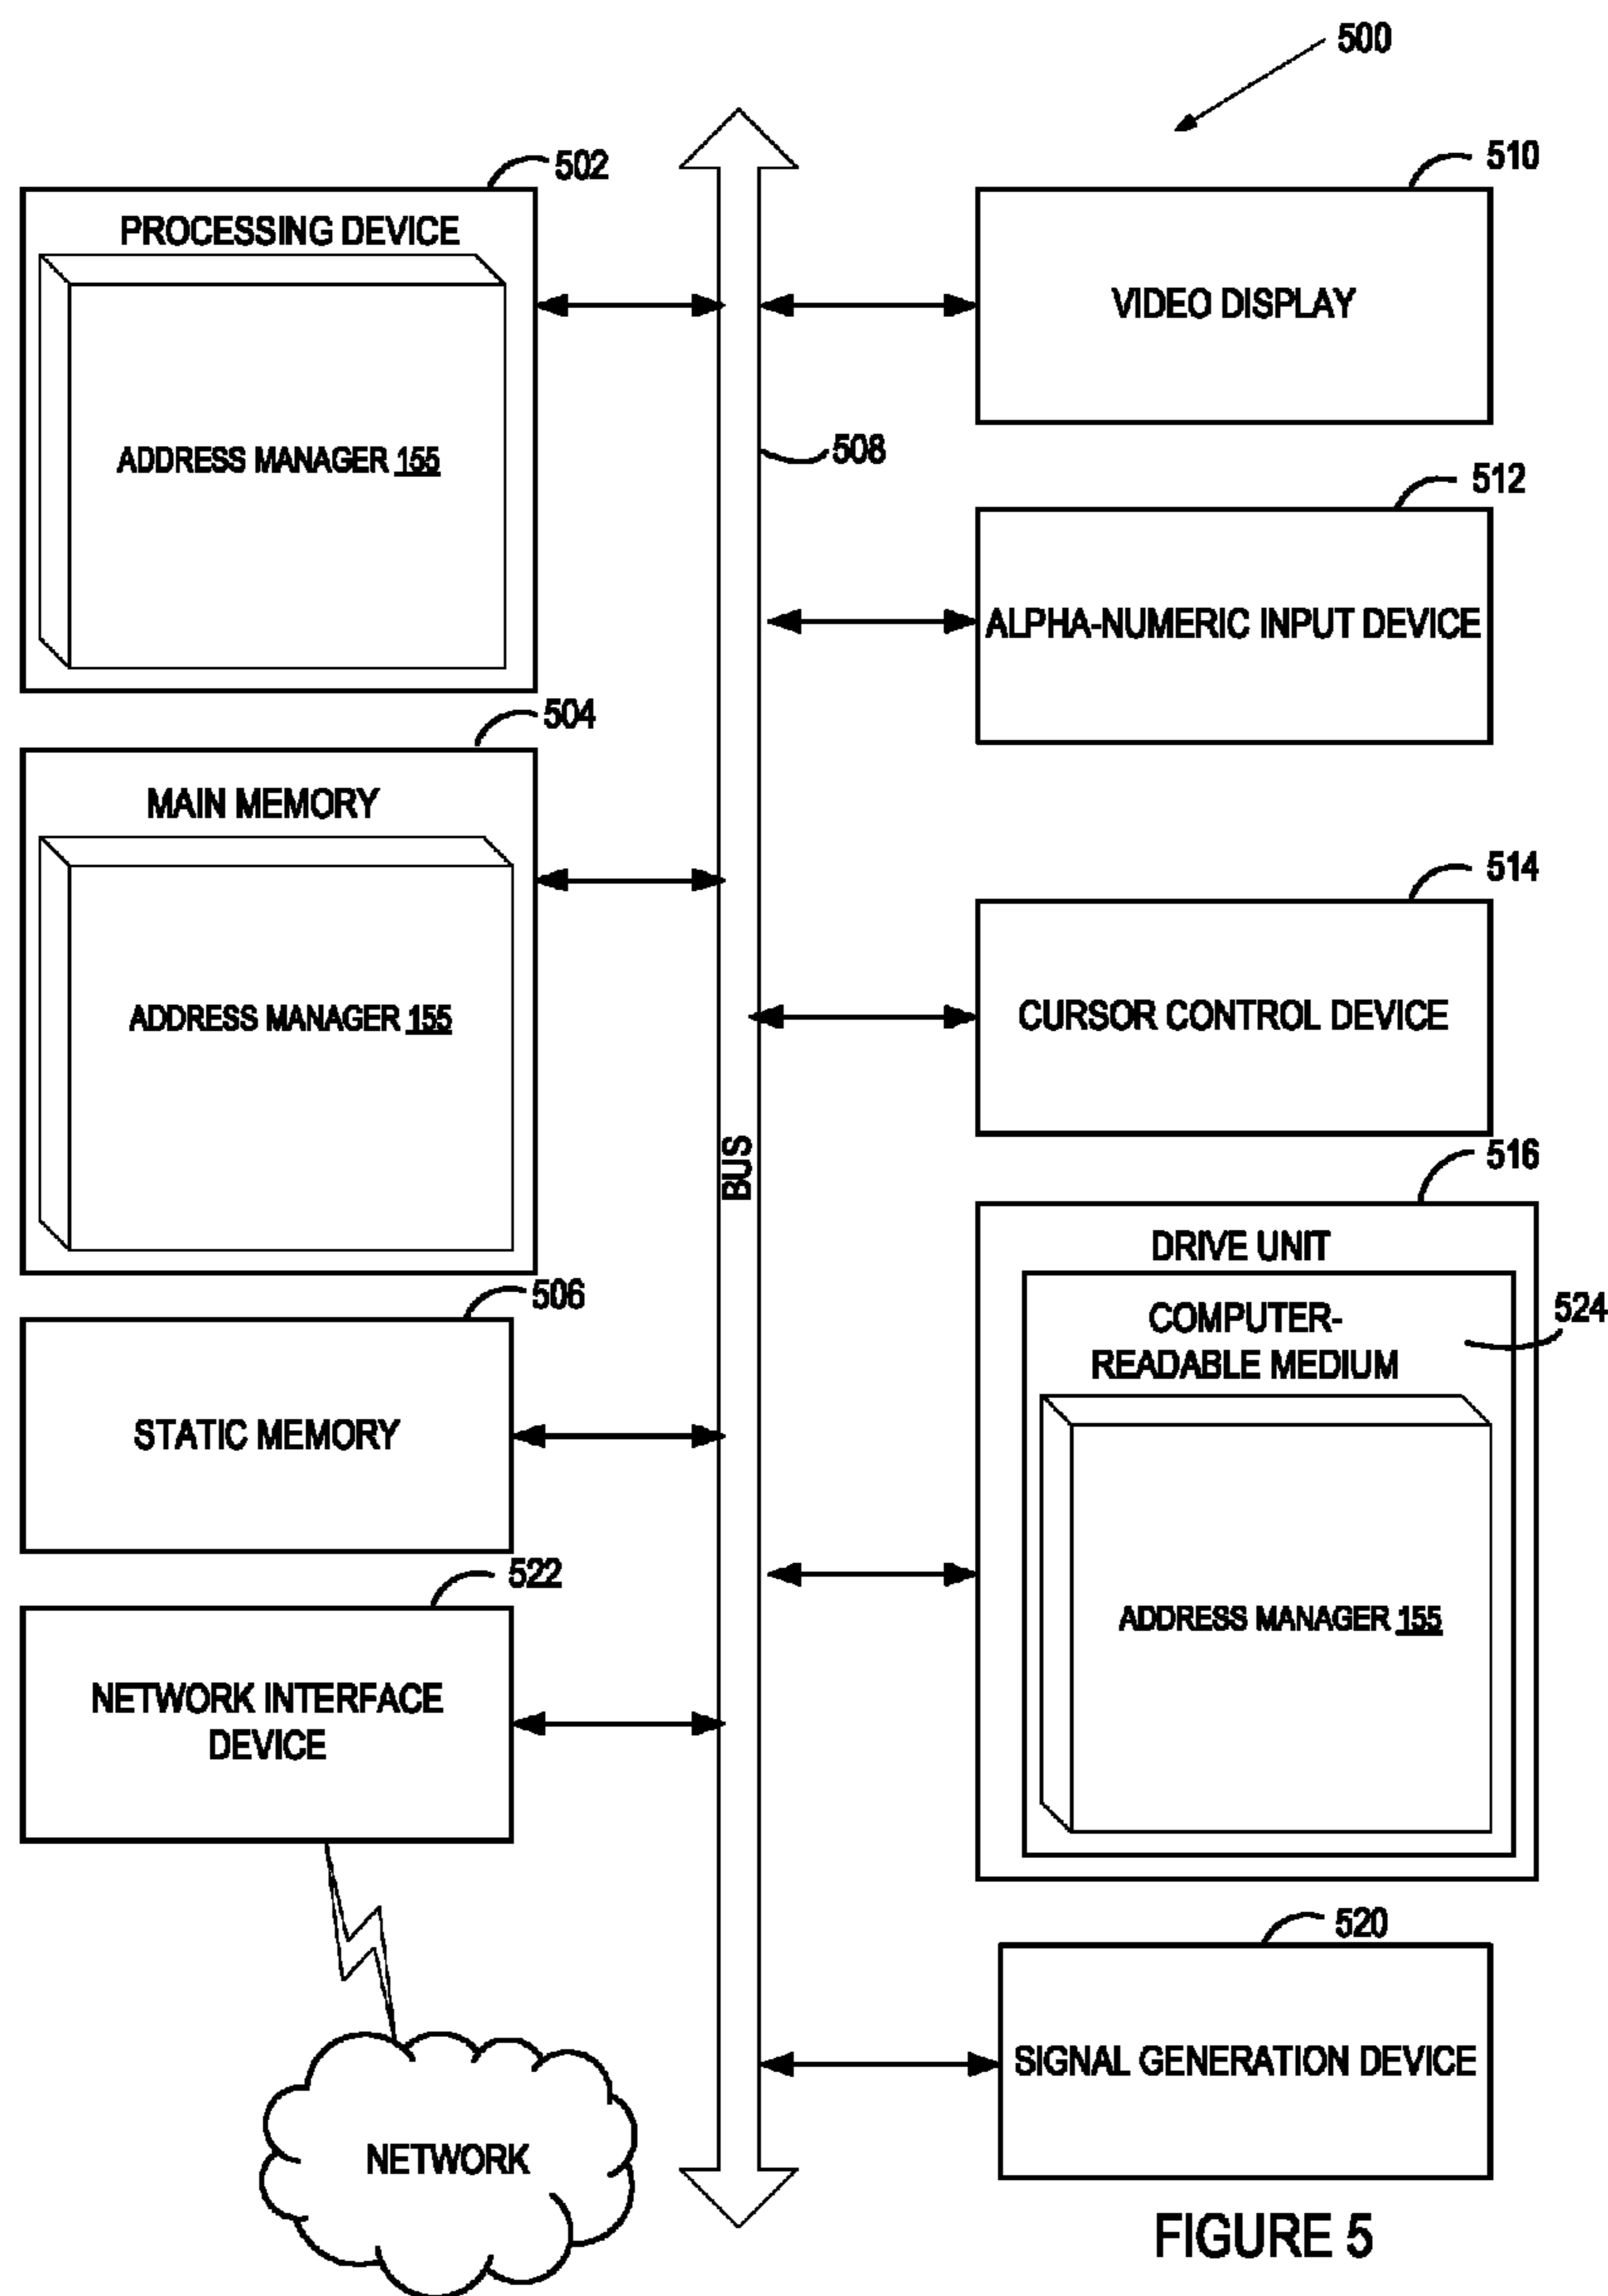 500
502
PROCESSING DEVICE
ADDRESS MANAGER 155
504
MAIN MEMORY
ADDRESS MANAGER 155
506
STATIC MEMORY
522
NETWORK INTERFACE
DEVICE
NETWORK
508
BUS
510
VIDEO DISPLAY
512
ALPHA-NUMERIC INPUT DEVICE
514
CURSOR CONTROL DEVICE
516
DRIVE UNIT
524
COMPUTER-
READABLE MEDIUM
ADDRESS MANAGER 155
520
SIGNAL GENERATION DEVICE
FIGURE 5